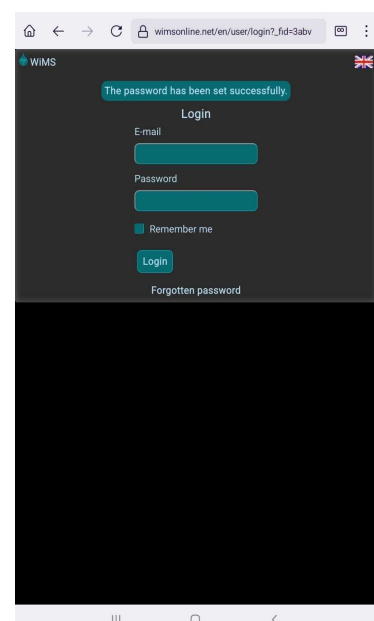 wimsonline.net/en/user/login?_fid=3abv
WiMS
The password has been set successfully.
Login
E-mail
Password
Remember me
Login
Forgotten password